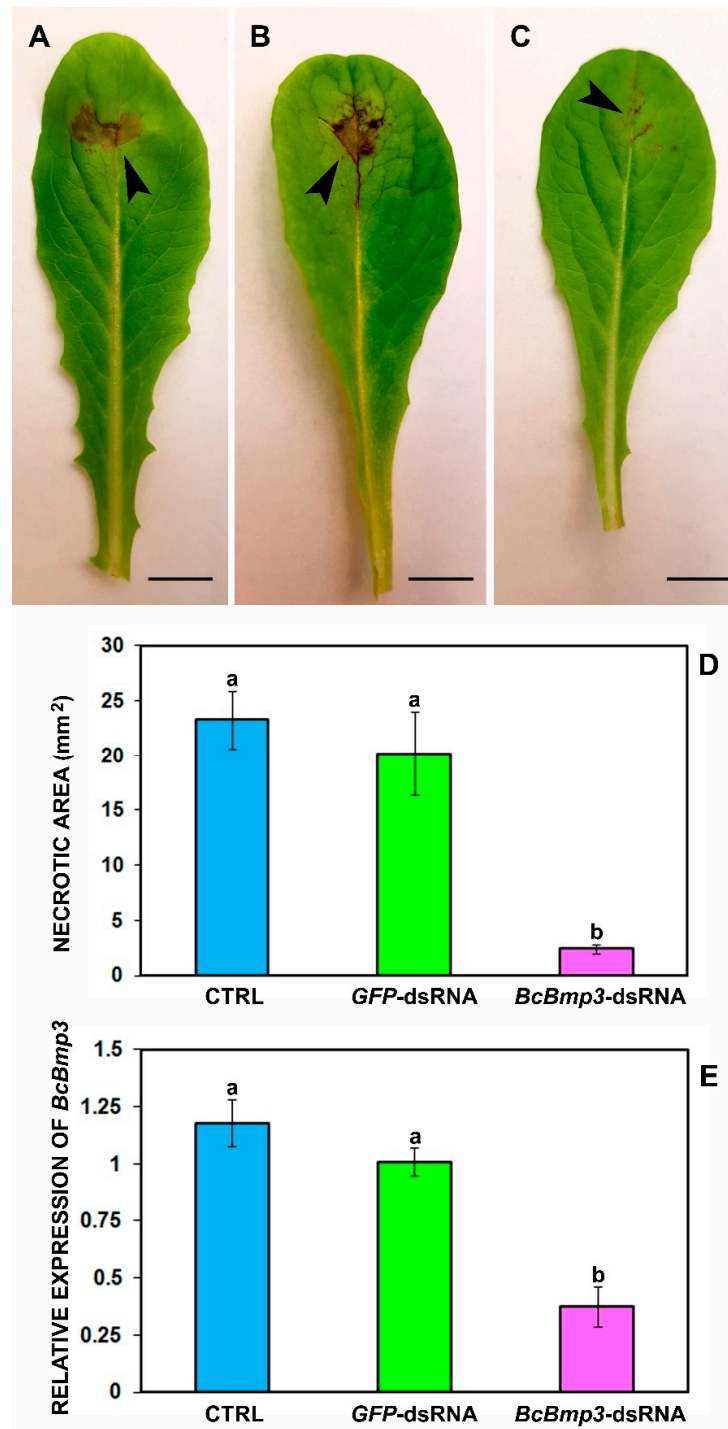 A
B
C
D
NECROTIC AREA (mm²)
30
25
20
15
10
5
0
a
a
b
CTRL
GFP-dsRNA
BcBmp3-dsRNA
E
RELATIVE EXPRESSION OF BcBmp3
1.5
1.25
1
0.75
0.5
0.25
0
a
a
b
CTRL
GFP-dsRNA
BcBmp3-dsRNA